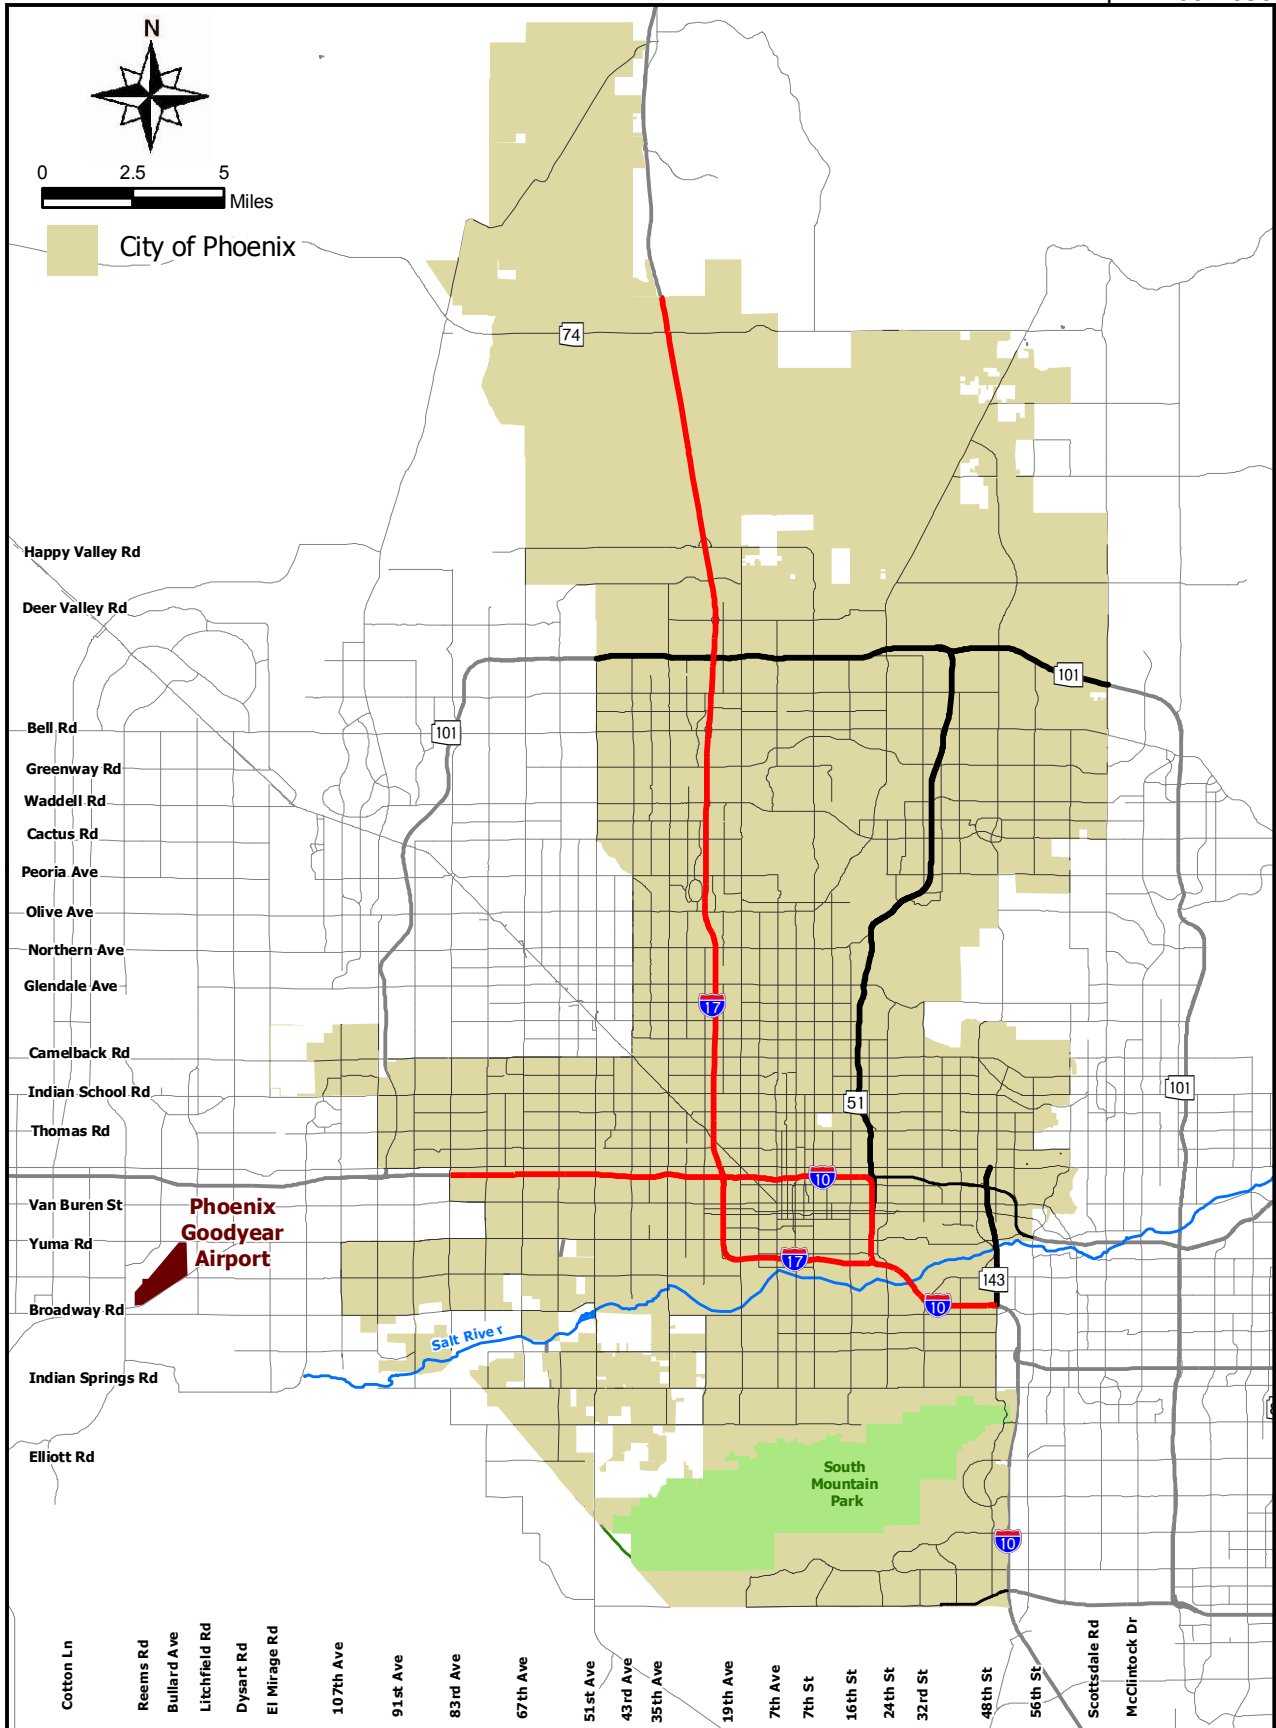 N
0 2.5 5
Miles
City of Phoenix
74
Happy Valley Rd
Deer Valley Rd
101
Bell Rd
101
Greenway Rd
Waddell Rd
Cactus Rd
Peoria Ave
Olive Ave
Northern Ave
Glendale Ave
17
Camelback Rd
Indian School Rd
101
51
Thomas Rd
10
Van Buren St
Phoenix
Goodyear
Airport
Yuma Rd
17
143
Broadway Rd
10
Salt River
Indian Springs Rd
Elliott Rd
South
Mountain
Park
10
Cotton Ln
Reems Rd
Bullard Ave
Litchfield Rd
Dysart Rd
El Mirage Rd
107th Ave
91st Ave
83rd Ave
67th Ave
51st Ave
43rd Ave
35th Ave
19th Ave
7th Ave
7th St
16th St
24th St
32rd St
48th St
56th St
Scottsdale Rd
McClintock Dr